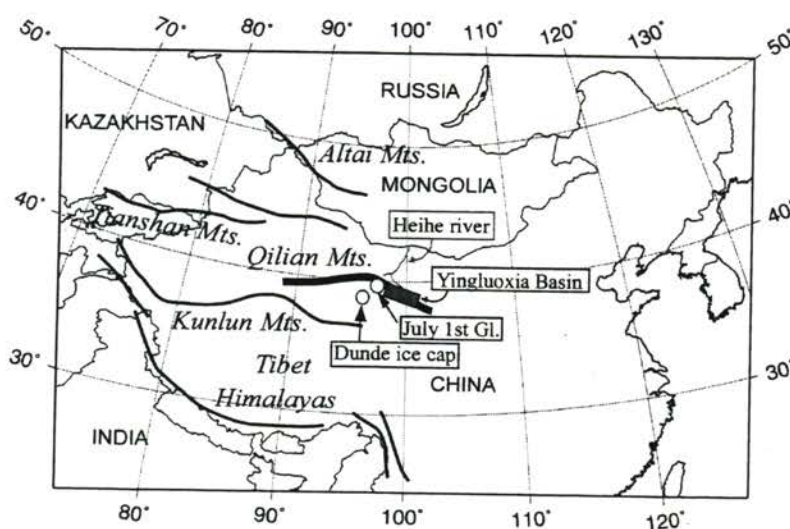 60° 70° 80° 90° 100° 110° 120° 130°
50° 50°
RUSSIA
KAZAKHSTAN
Altai Mts.
MONGOLIA
40° 40°
Tianshan Mts.
Heihe river
Qilian Mts.
Yingluoxia Basin
Kunlun Mts.
July 1st Gl.
Dunde ice cap
30° 30°
Tibet
CHINA
Himalayas
INDIA
80° 90° 100° 110° 120°